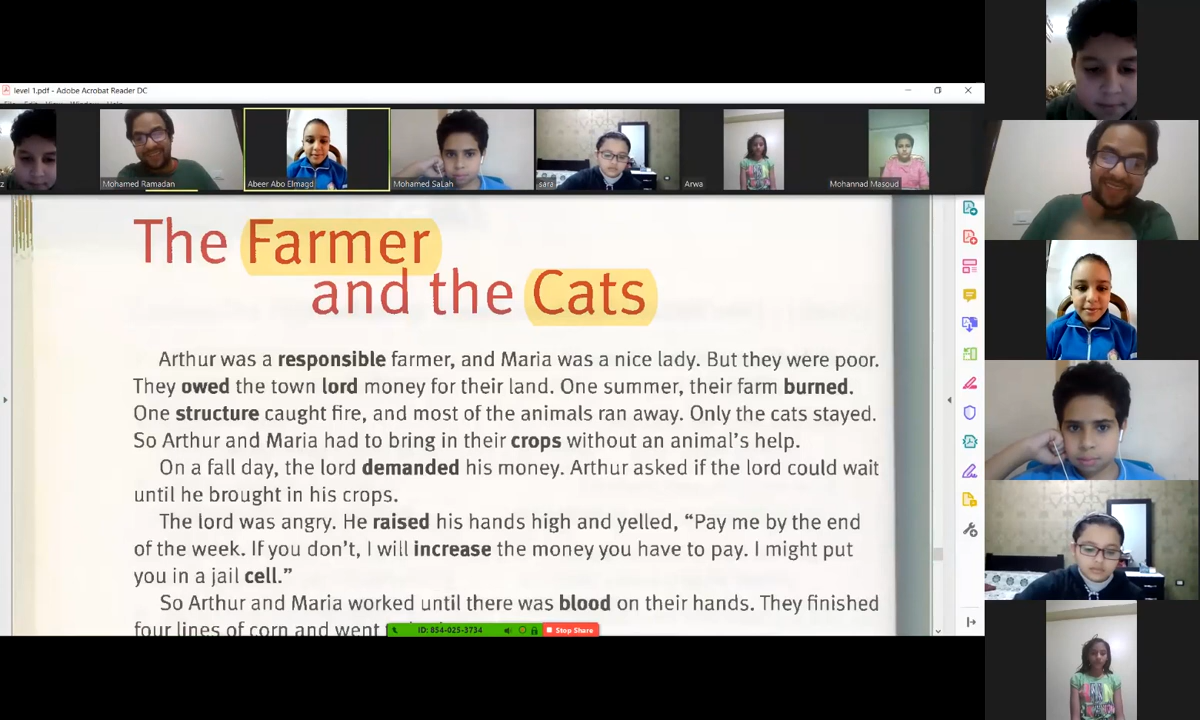 level 1.pdf - Adobe Acrobat Reader DC
File Edit View Window Help
z
Mohamed Ramadan
Abeer Abo Elmagd
Mohamed SaLah
sara
Arwa
Mohannad Masoud
The Farmer
and the Cats
Arthur was a responsible farmer, and Maria was a nice lady. But they were poor.
They owed the town lord money for their land. One summer, their farm burned.
One structure caught fire, and most of the animals ran away. Only the cats stayed.
So Arthur and Maria had to bring in their crops without an animal's help.
On a fall day, the lord demanded his money. Arthur asked if the lord could wait
until he brought in his crops.
The lord was angry. He raised his hands high and yelled, “Pay me by the end
of the week. If you don't, I will increase the money you have to pay. I might put
you in a jail cell.”
So Arthur and Maria worked until there was blood on their hands. They finished
four lines of corn and went
ID: 854-025-3734
Stop Share